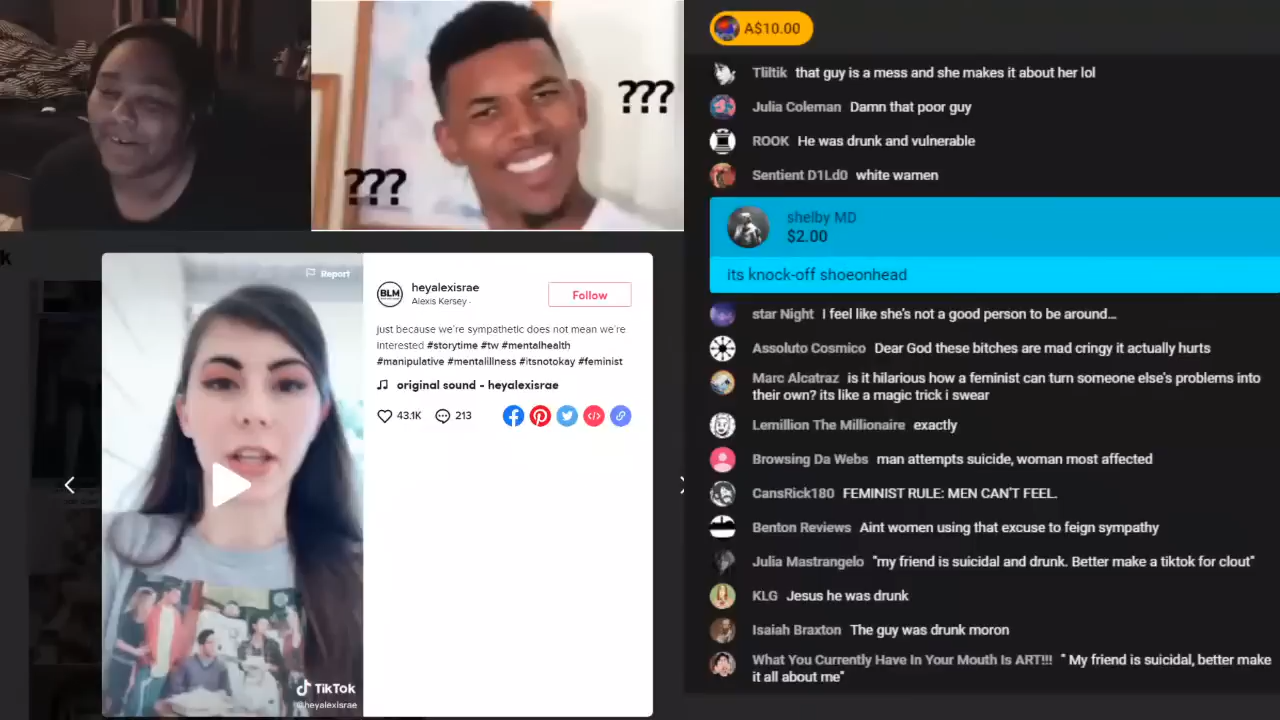 ???
???
k
Report
BLM
heyalexisrae
Alexis Kersey ·
Follow
just because we're sympathetic does not mean we're
interested #storytime #tw #mentalhealth
#manipulative #mentalillness #itsnotokay #feminist
original sound - heyalexisrae
43.1K
213
TikTok
@heyalexisrae
A$10.00
Tliltik that guy is a mess and she makes it about her lol
Julia Coleman Damn that poor guy
ROOK He was drunk and vulnerable
Sentient D1Ld0 white wamen
shelby MD
$2.00
its knock-off shoeonhead
star Night I feel like she's not a good person to be around...
Assoluto Cosmico Dear God these bitches are mad cringy it actually hurts
Marc Alcatraz is it hilarious how a feminist can turn someone else's problems into
their own? its like a magic trick i swear
Lemillion The Millionaire exactly
Browsing Da Webs man attempts suicide, woman most affected
CansRick180 FEMINIST RULE: MEN CAN'T FEEL.
Benton Reviews Aint women using that excuse to feign sympathy
Julia Mastrangelo "my friend is suicidal and drunk. Better make a tiktok for clout"
KLG Jesus he was drunk
Isaiah Braxton The guy was drunk moron
What You Currently Have In Your Mouth Is ART!!! " My friend is suicidal, better make
it all about me"